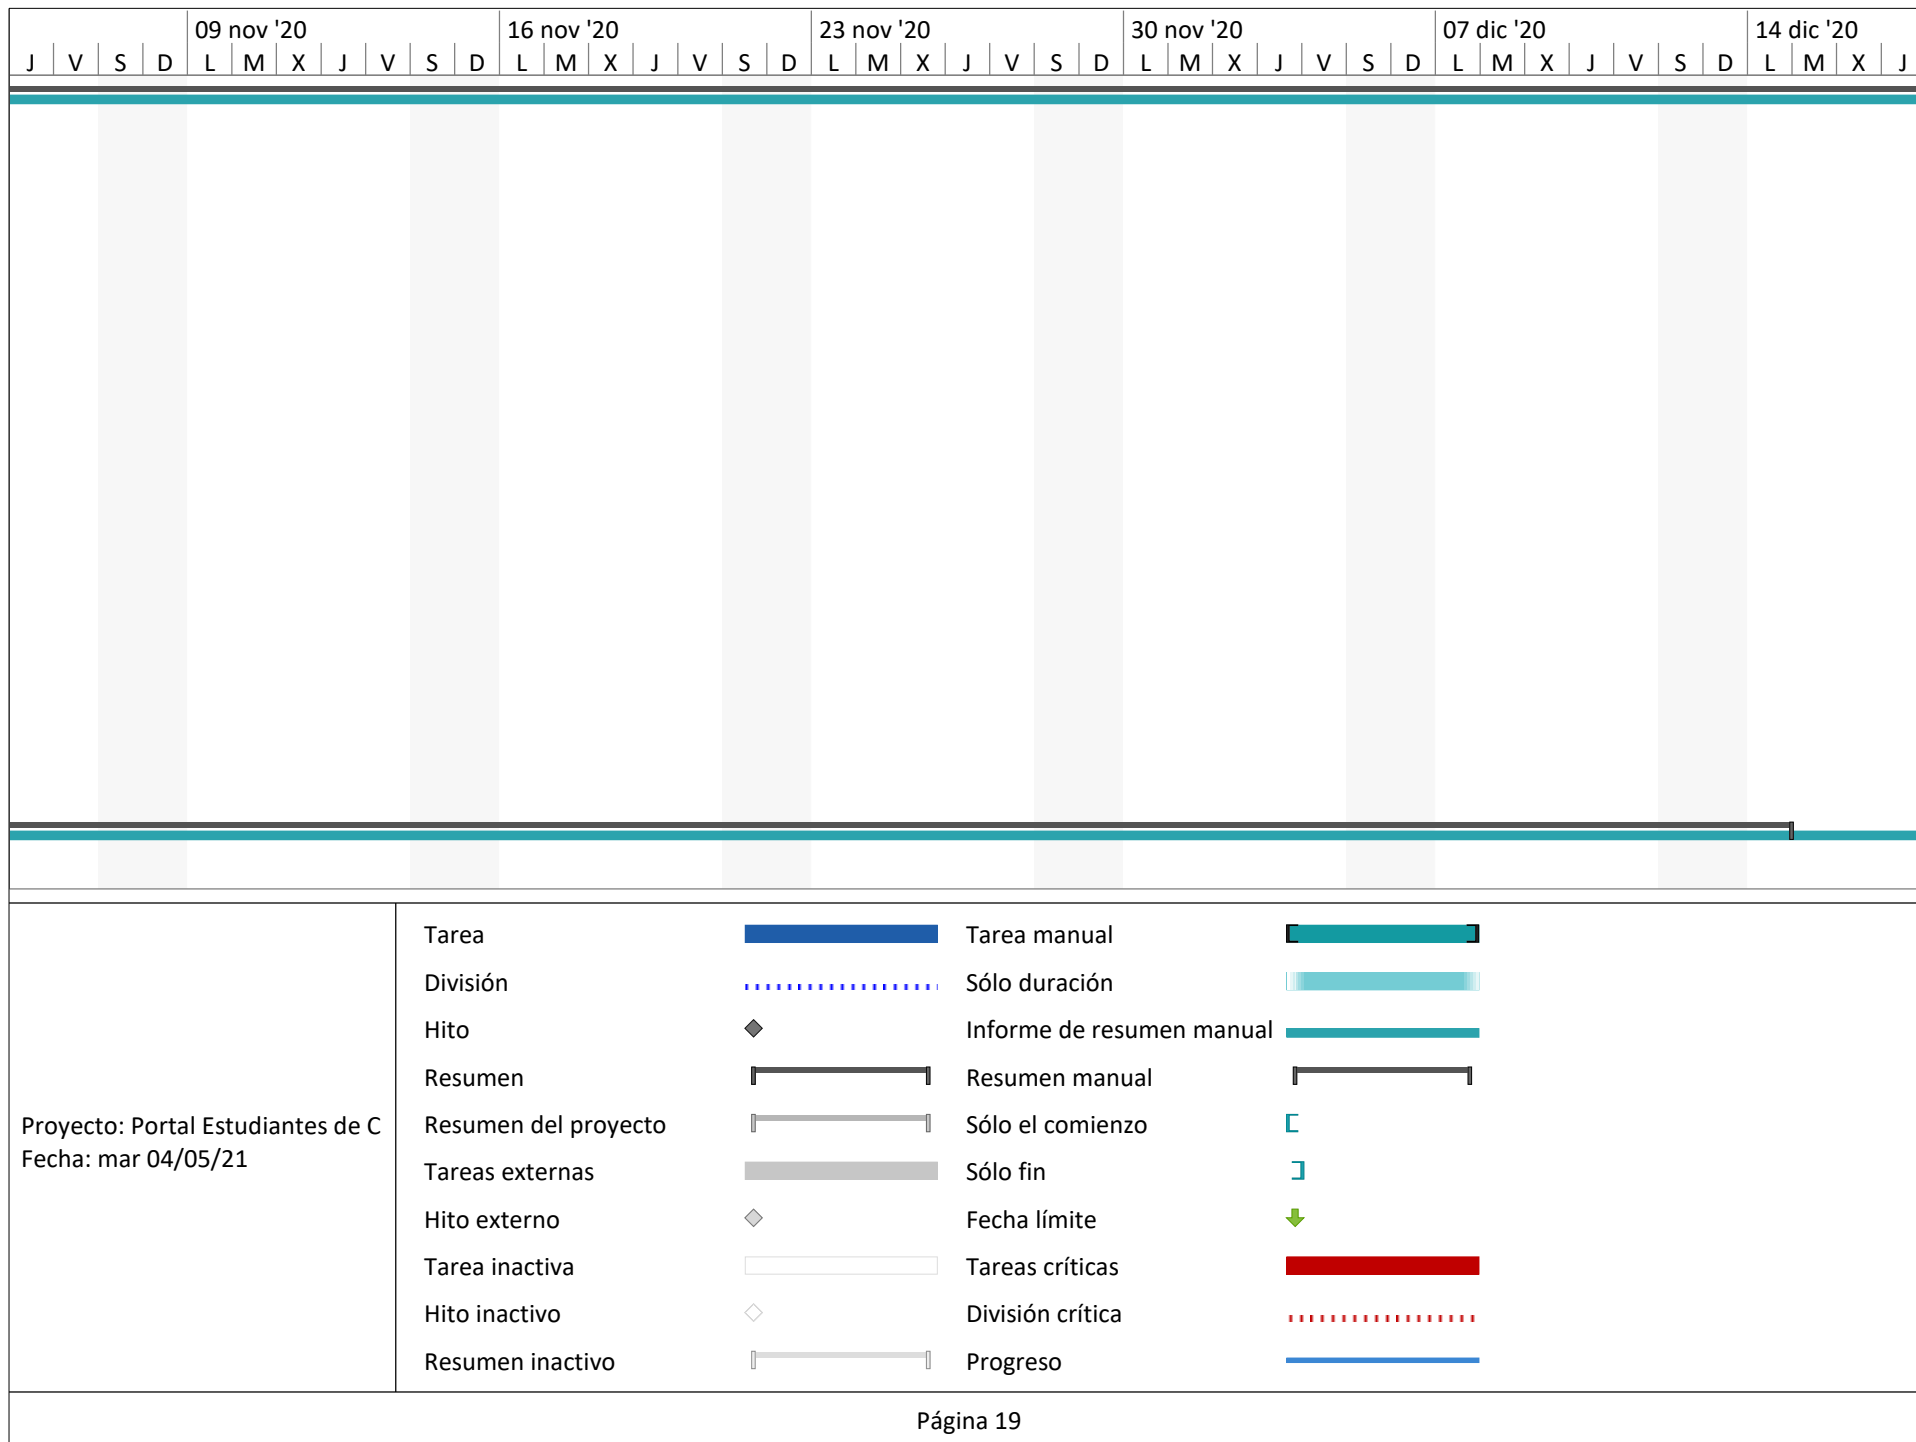 09 nov '20 16 nov '20 23 nov '20 30 nov '20 07 dic '20 14 dic '20
J V S D L M X J V S D L M X J V S D L M X J V S D L M X J V S D L M X J V S D L M X J
Proyecto: Portal Estudiantes de C
Fecha: mar 04/05/21
Tarea
División
Hito
Resumen
Resumen del proyecto
Tareas externas
Hito externo
Tarea inactiva
Hito inactivo
Resumen inactivo
Tarea manual
Sólo duración
Informe de resumen manual
Resumen manual
Sólo el comienzo
Sólo fin
Fecha límite
Tareas críticas
División crítica
Progreso
Página 19